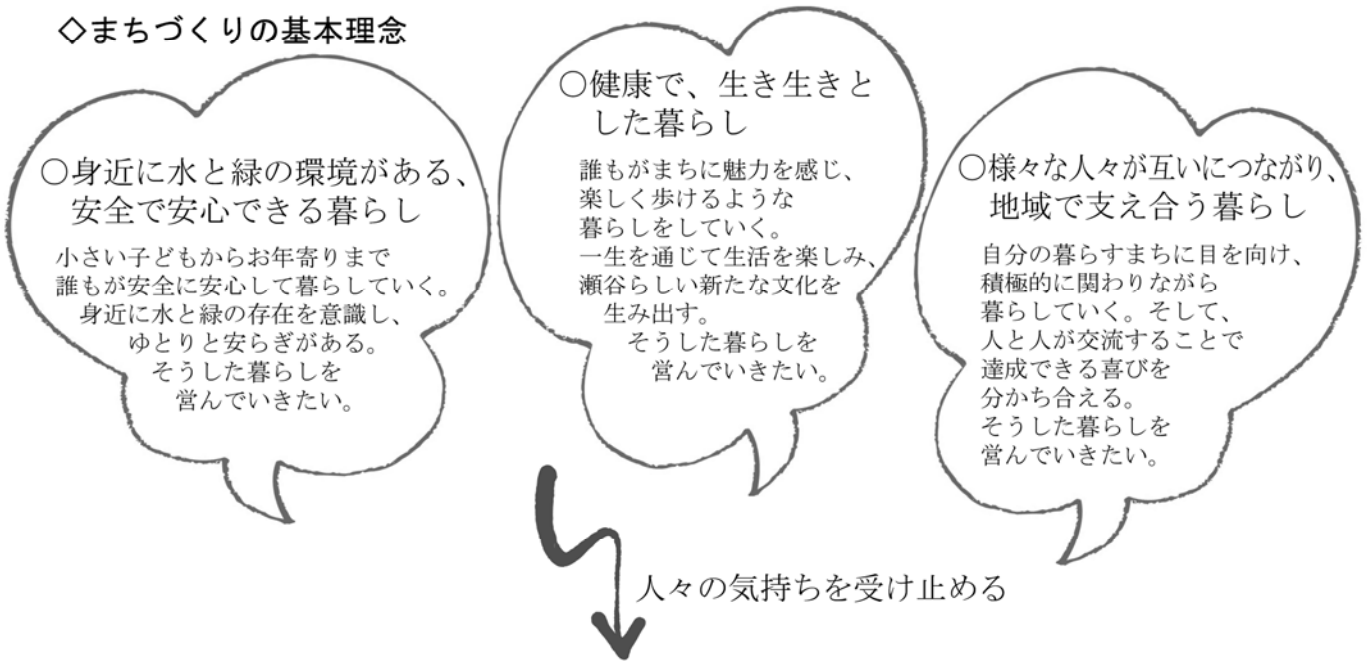 ◇まちづくりの基本理念
〇身近に水と緑の環境がある、
安全で安心できる暮らし
小さい子どもからお年寄りまで
誰もが安全に安心して暮らしていく。
身近に水と緑の存在を意識し、
ゆとりと安らぎがある。
そうした暮らしを
営んでいきたい。
〇健康で、生き生きと
した暮らし
誰もがまちに魅力を感じ、
楽しく歩けるような
暮らしをしていく。
一生を通じて生活を楽しみ、
瀬谷らしい新たな文化を
生み出す。
そうした暮らしを
営んでいきたい。
〇様々な人々が互いにつながり、
地域で支え合う暮らし
自分の暮らすまちに目を向け、
積極的に関わりながら
暮らしていく。そして、
人と人が交流することで
達成できる喜びを
分かち合える。
そうした暮らしを
営んでいきたい。
人々の気持ちを受け止める